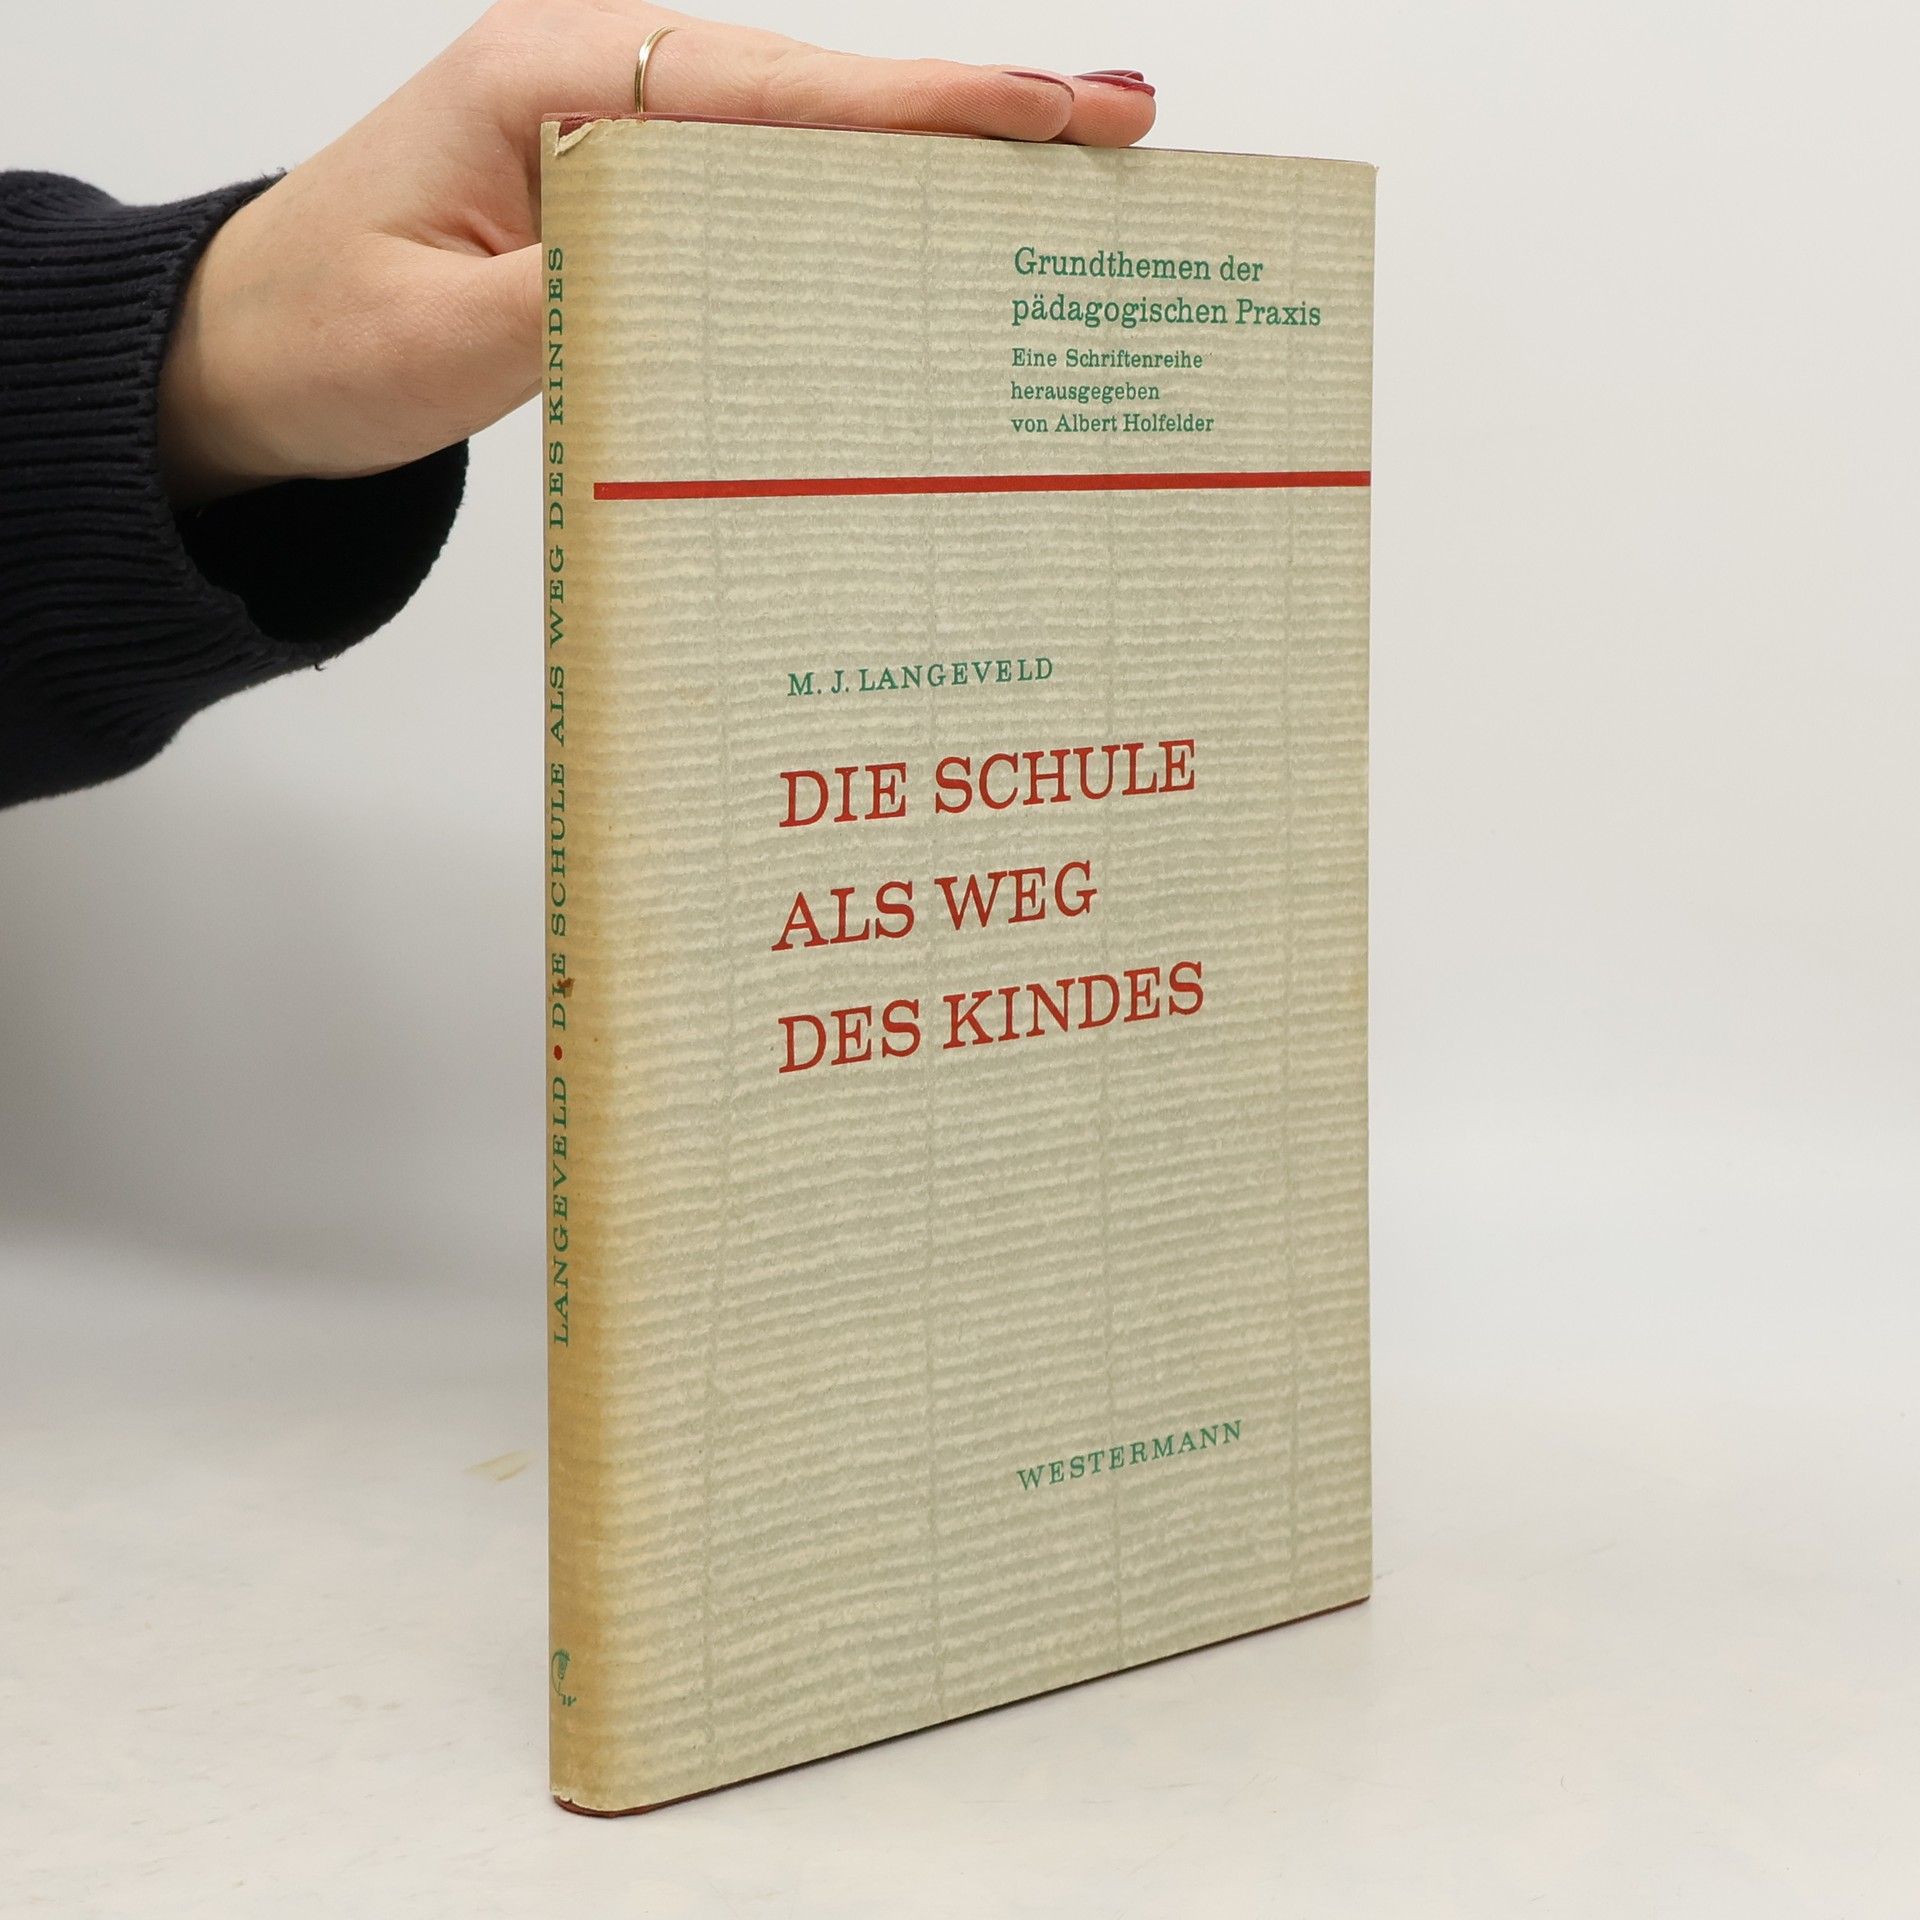 Grundthemen der
pädagogischen Praxis
Eine Schriftenreihe
herausgegeben
von Albert Holfelder
M. J. LANGEVELD
DIE SCHULE
ALS WEG
DES KINDES
WESTERMANN
LANGEVELD • DIE SCHULE ALS WEG DES KINDES